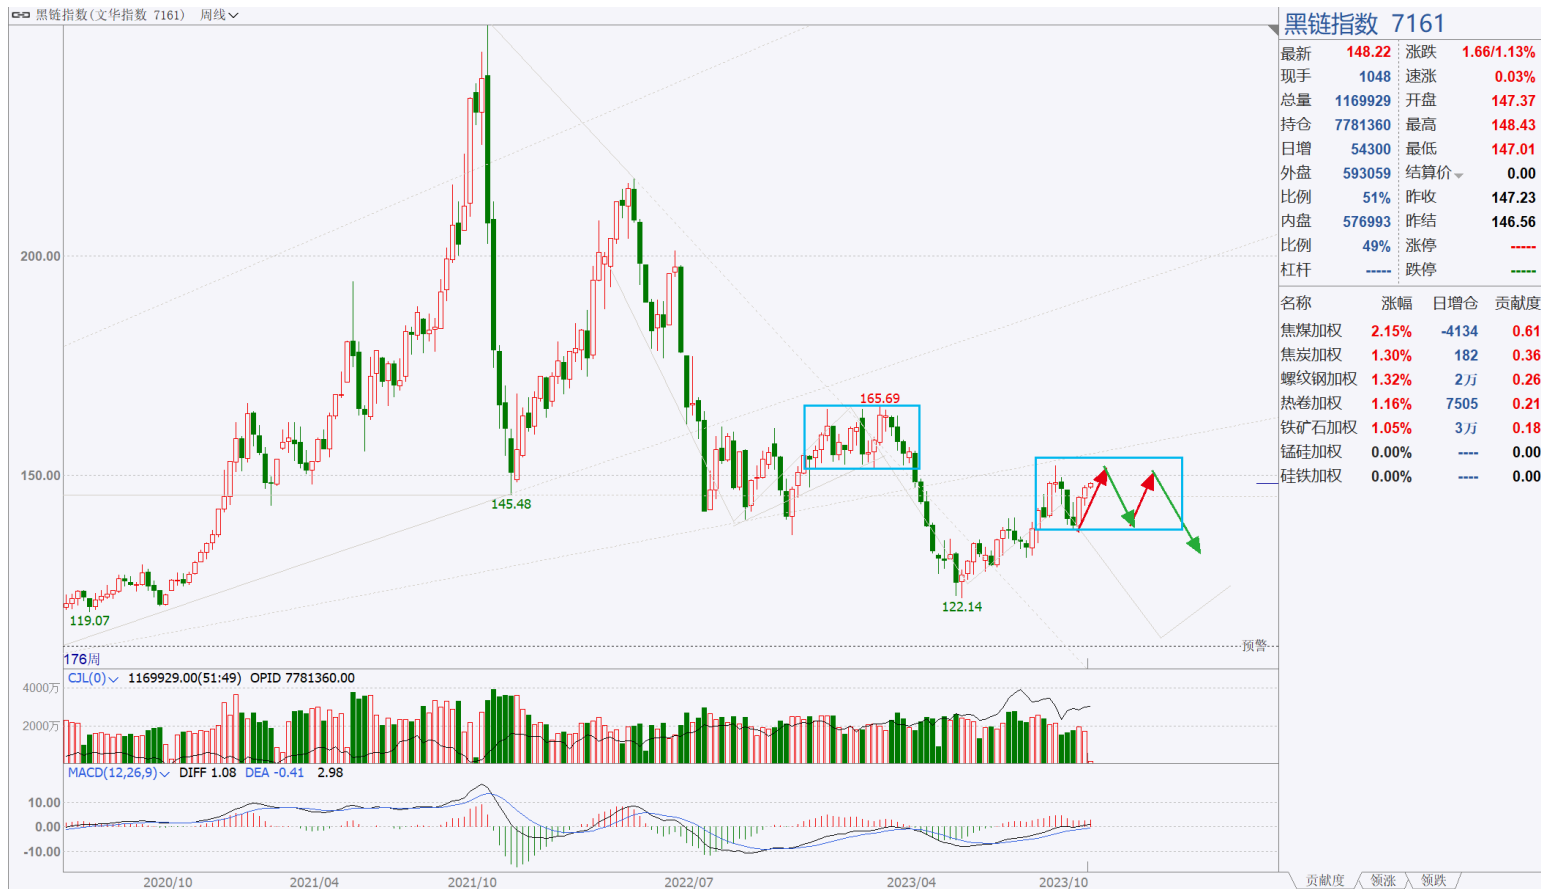 黑链指数(文华指数 7161) 周线
200.00
150.00
165.69
145.48
122.14
119.07
预警
176周
CJL(0) 1169929.00(51:49) OPID 7781360.00
4000万
2000万
MACD(12,26,9) DIFF 1.08 DEA -0.41 2.98
10.00
0.00
-10.00
2020/10 2021/04 2021/10 2022/07 2023/04 2023/10
黑链指数 7161
最新 148.22 涨跌 1.66/1.13%
现手 1048 速涨 0.03%
总量 1169929 开盘 147.37
持仓 7781360 最高 148.43
日增 54300 最低 147.01
外盘 593059 结算价 0.00
比例 51% 昨收 147.23
内盘 576993 昨结 146.56
比例 49% 涨停 -----
杠杆 ----- 跌停 -----
名称 涨幅 日增仓 贡献度
焦煤加权 2.15% -4134 0.61
焦炭加权 1.30% 182 0.36
螺纹钢加权 1.32% 2万 0.26
热卷加权 1.16% 7505 0.21
铁矿石加权 1.05% 3万 0.18
锰硅加权 0.00% ---- 0.00
硅铁加权 0.00% ---- 0.00
贡献度 领涨 领跌